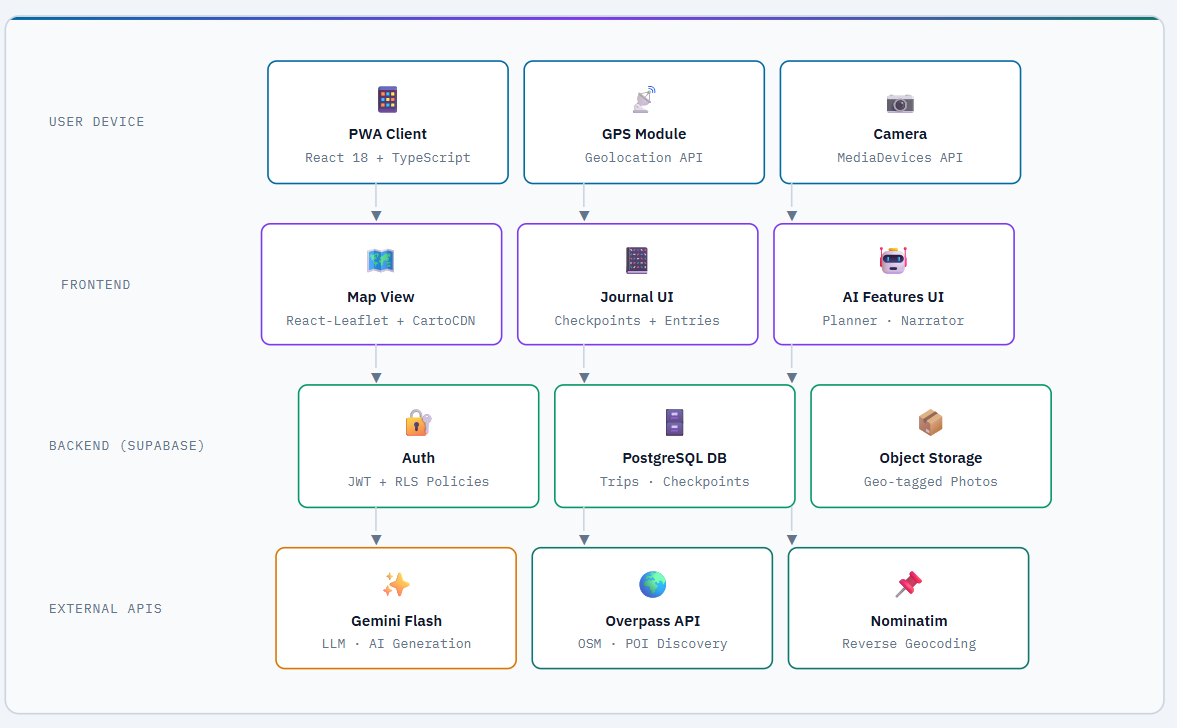 USER DEVICE
PWA Client
React 18 + TypeScript
GPS Module
Geolocation API
Camera
MediaDevices API
FRONTEND
Map View
React-Leaflet + CartoCDN
Journal UI
Checkpoints + Entries
AI Features UI
Planner · Narrator
BACKEND (SUPABASE)
Auth
JWT + RLS Policies
PostgreSQL DB
Trips · Checkpoints
Object Storage
Geo-tagged Photos
EXTERNAL APIS
Gemini Flash
LLM · AI Generation
Overpass API
OSM · POI Discovery
Nominatim
Reverse Geocoding